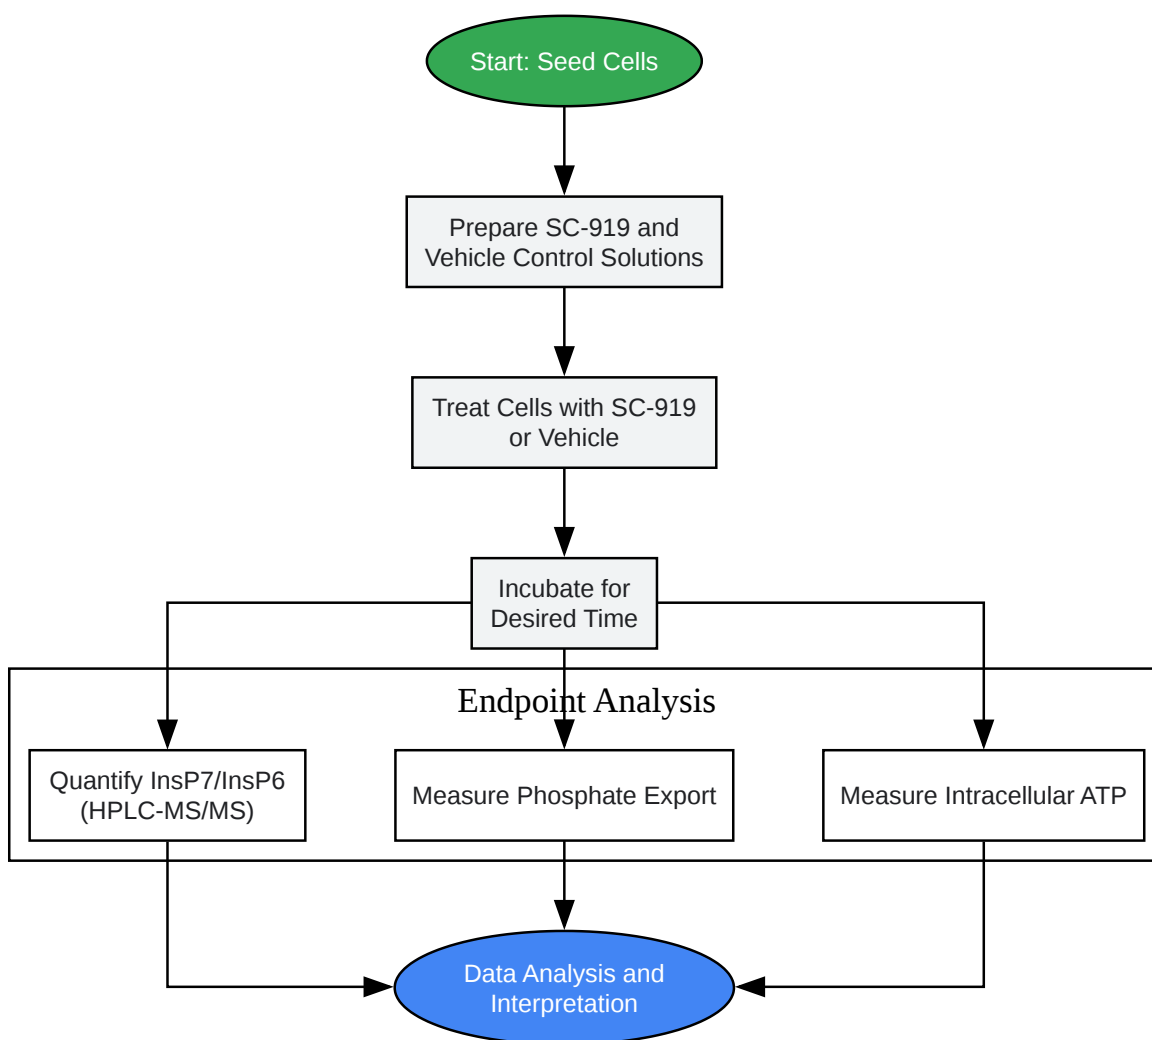 Start: Seed Cells
Prepare SC-919 and
Vehicle Control Solutions
Treat Cells with SC-919
or Vehicle
Incubate for
Desired Time
Endpoint Analysis
Quantify InsP7/InsP6
(HPLC-MS/MS)
Measure Phosphate Export
Measure Intracellular ATP
Data Analysis and
Interpretation